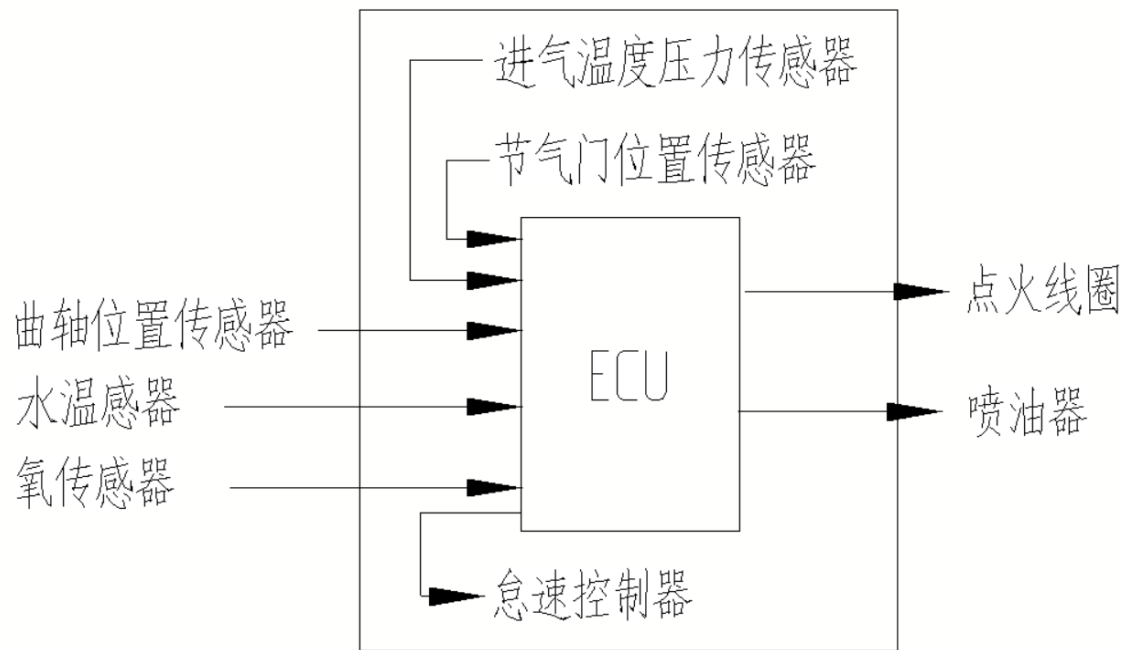 进气温度压力传感器
节气门位置传感器
点火线圈
曲轴位置传感器
ECU
水温感器
喷油器
氧传感器
怠速控制器